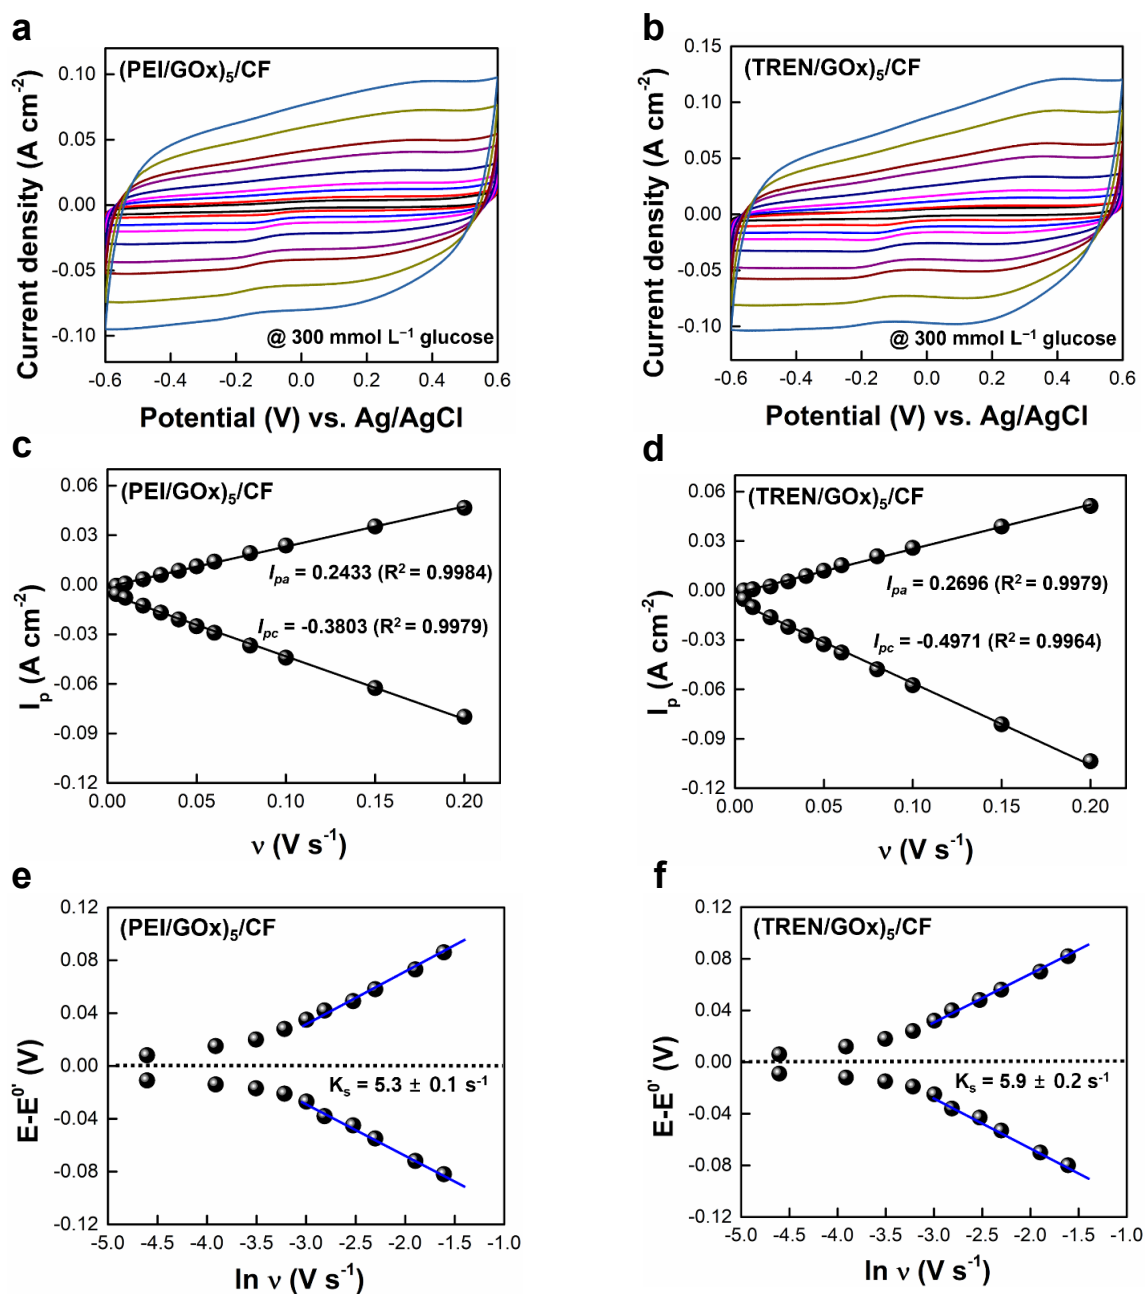 a
(PEI/GOx)5/CF
0.10
0.05
0.00
-0.05
-0.10
@ 300 mmol L−1 glucose
-0.6 -0.4 -0.2 0.0 0.2 0.4 0.6
Current density (A cm-2)
Potential (V) vs. Ag/AgCl
b
(TREN/GOx)5/CF
0.15
0.10
0.05
0.00
-0.05
-0.10
@ 300 mmol L−1 glucose
-0.6 -0.4 -0.2 0.0 0.2 0.4 0.6
Current density (A cm-2)
Potential (V) vs. Ag/AgCl
c
(PEI/GOx)5/CF
0.06
0.03
0.00
-0.03
-0.06
-0.09
-0.12
Ipa = 0.2433 (R2 = 0.9984)
Ipc = -0.3803 (R2 = 0.9979)
0.00 0.05 0.10 0.15 0.20
Ip (A cm-2)
ν (V s-1)
d
(TREN/GOx)5/CF
0.06
0.03
0.00
-0.03
-0.06
-0.09
-0.12
Ipa = 0.2696 (R2 = 0.9979)
Ipc = -0.4971 (R2 = 0.9964)
0.00 0.05 0.10 0.15 0.20
Ip (A cm-2)
ν (V s-1)
e
(PEI/GOx)5/CF
0.12
0.08
0.04
0.00
-0.04
-0.08
-0.12
Ks = 5.3 ± 0.1 s-1
-5.0 -4.5 -4.0 -3.5 -3.0 -2.5 -2.0 -1.5 -1.0
E-E0' (V)
ln ν (V s-1)
f
(TREN/GOx)5/CF
0.12
0.08
0.04
0.00
-0.04
-0.08
-0.12
Ks = 5.9 ± 0.2 s-1
-5.0 -4.5 -4.0 -3.5 -3.0 -2.5 -2.0 -1.5 -1.0
E-E0' (V)
ln ν (V s-1)